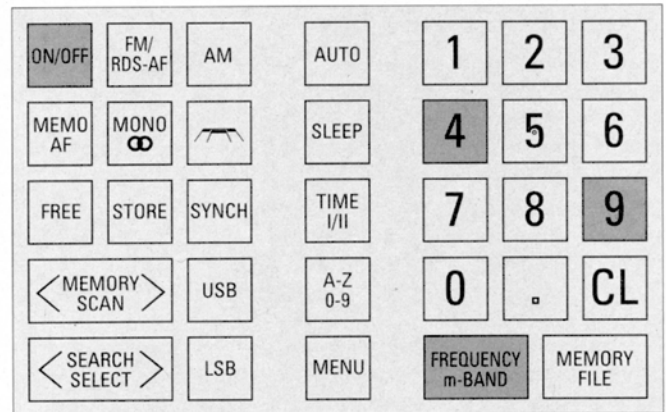 ON/OFF FM/ RDS-AF AM AUTO 1 2 3
MEMO AF MONO SLEEP 4 5 6
FREE STORE SYNCH TIME I/II 7 8 9
MEMORY SCAN USB A-Z 0-9 0 . CL
SEARCH SELECT LSB MENU FREQUENCY m-BAND MEMORY FILE